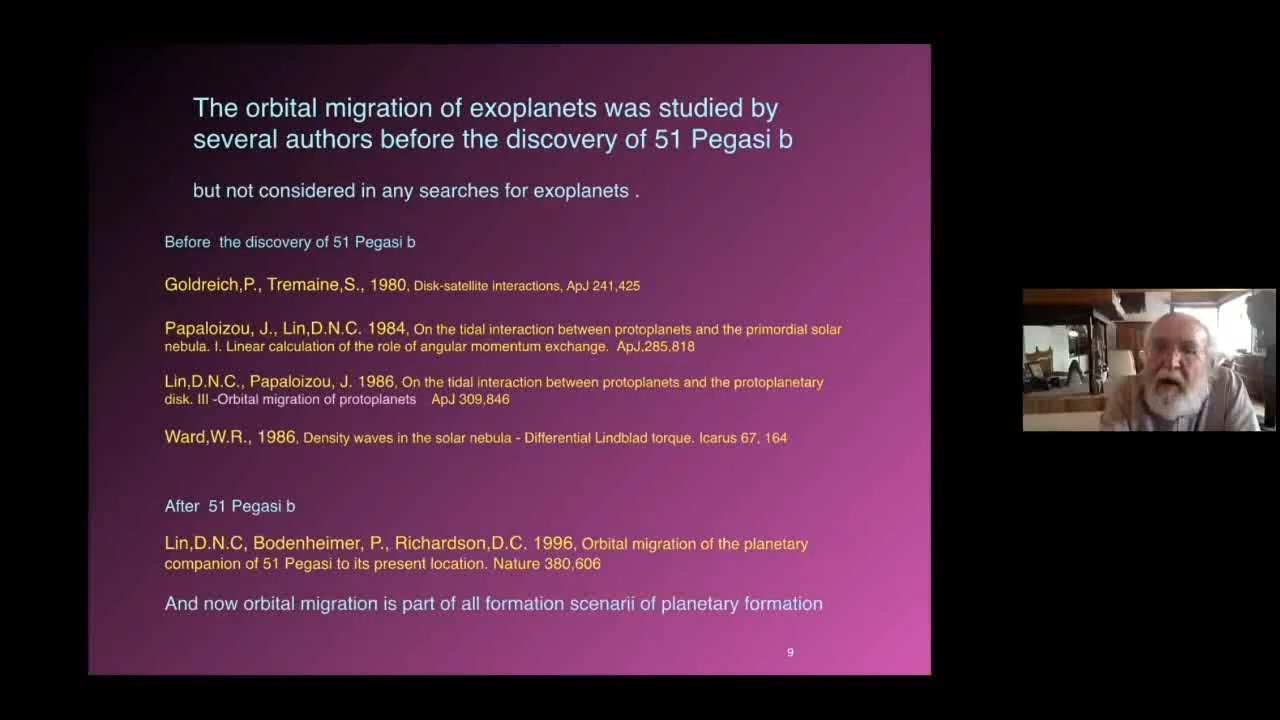 The orbital migration of exoplanets was studied by
several authors before the discovery of 51 Pegasi b
but not considered in any searches for exoplanets .
Before the discovery of 51 Pegasi b
Goldreich,P., Tremaine,S., 1980, Disk-satellite interactions, ApJ 241,425
Papaloizou, J., Lin,D.N.C. 1984, On the tidal interaction between protoplanets and the primordial solar
nebula. I. Linear calculation of the role of angular momentum exchange. ApJ,285,818
Lin,D.N.C., Papaloizou, J. 1986, On the tidal interaction between protoplanets and the protoplanetary
disk. III -Orbital migration of protoplanets ApJ 309,846
Ward,W.R., 1986, Density waves in the solar nebula - Differential Lindblad torque. Icarus 67, 164
After 51 Pegasi b
Lin,D.N.C, Bodenheimer, P., Richardson,D.C. 1996, Orbital migration of the planetary
companion of 51 Pegasi to its present location. Nature 380,606
And now orbital migration is part of all formation scenarii of planetary formation
9